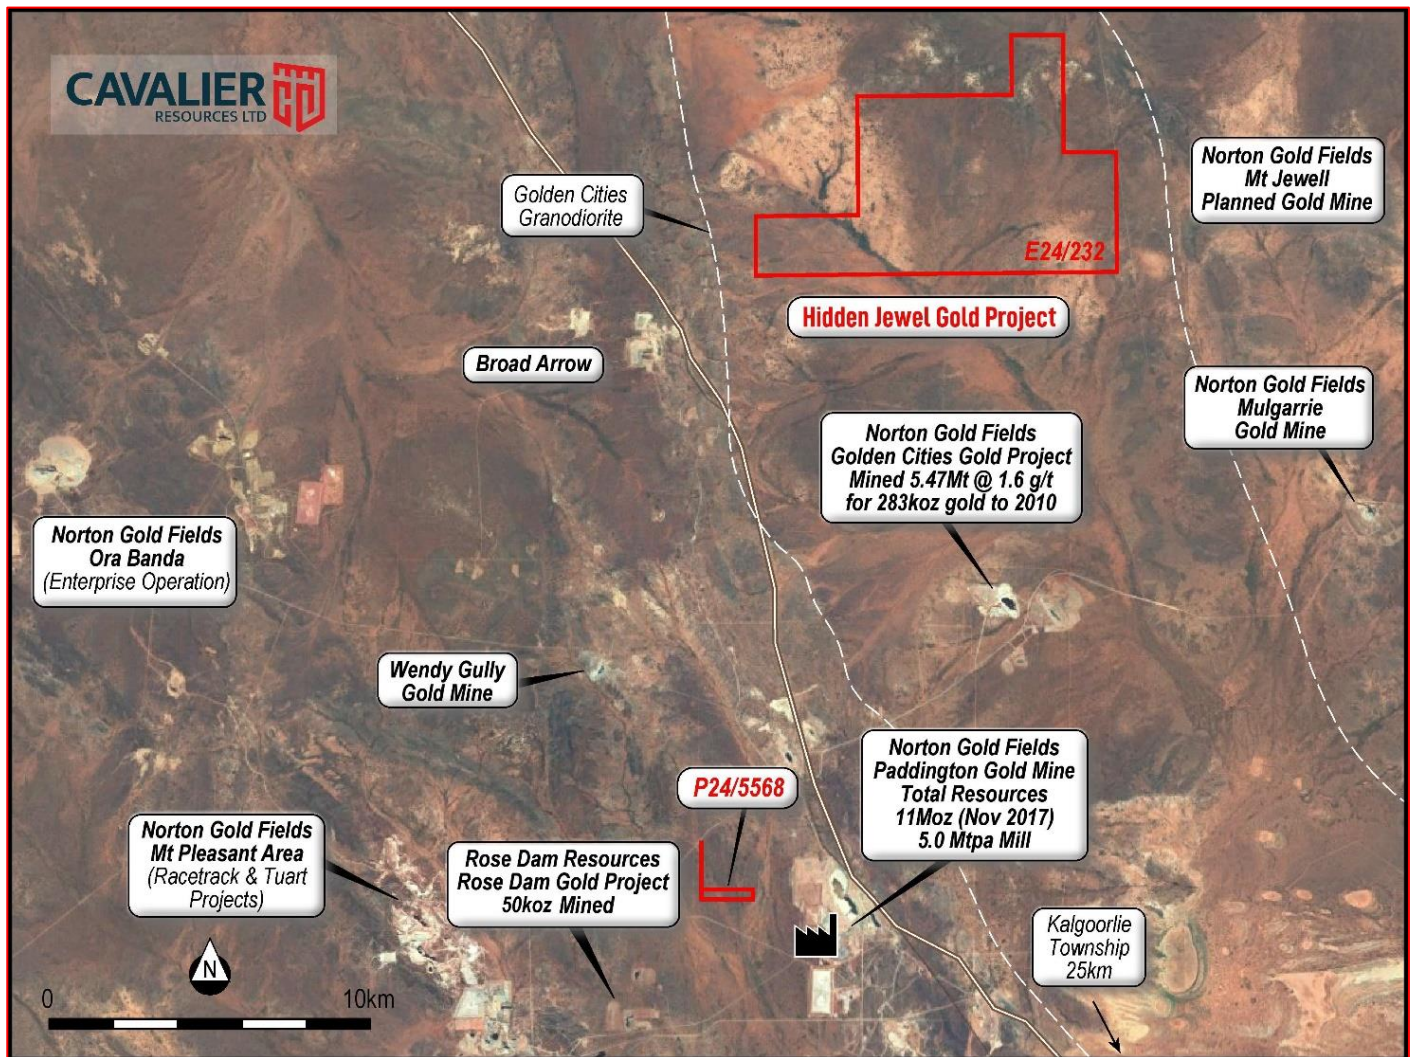 CAVALIER
RESOURCES LTD
Golden Cities
Granodiorite
Norton Gold Fields
Mt Jewell
Planned Gold Mine
E24/232
Hidden Jewel Gold Project
Broad Arrow
Norton Gold Fields
Mulgarrie
Gold Mine
Norton Gold Fields
Golden Cities Gold Project
Mined 5.47Mt @ 1.6 g/t
for 283koz gold to 2010
Norton Gold Fields
Ora Banda
(Enterprise Operation)
Wendy Gully
Gold Mine
Norton Gold Fields
Paddington Gold Mine
Total Resources
11Moz (Nov 2017)
5.0 Mtpa Mill
P24/5568
Norton Gold Fields
Mt Pleasant Area
(Racetrack & Tuart
Projects)
Rose Dam Resources
Rose Dam Gold Project
50koz Mined
Kalgoorlie
Township
25km
N
0 10km